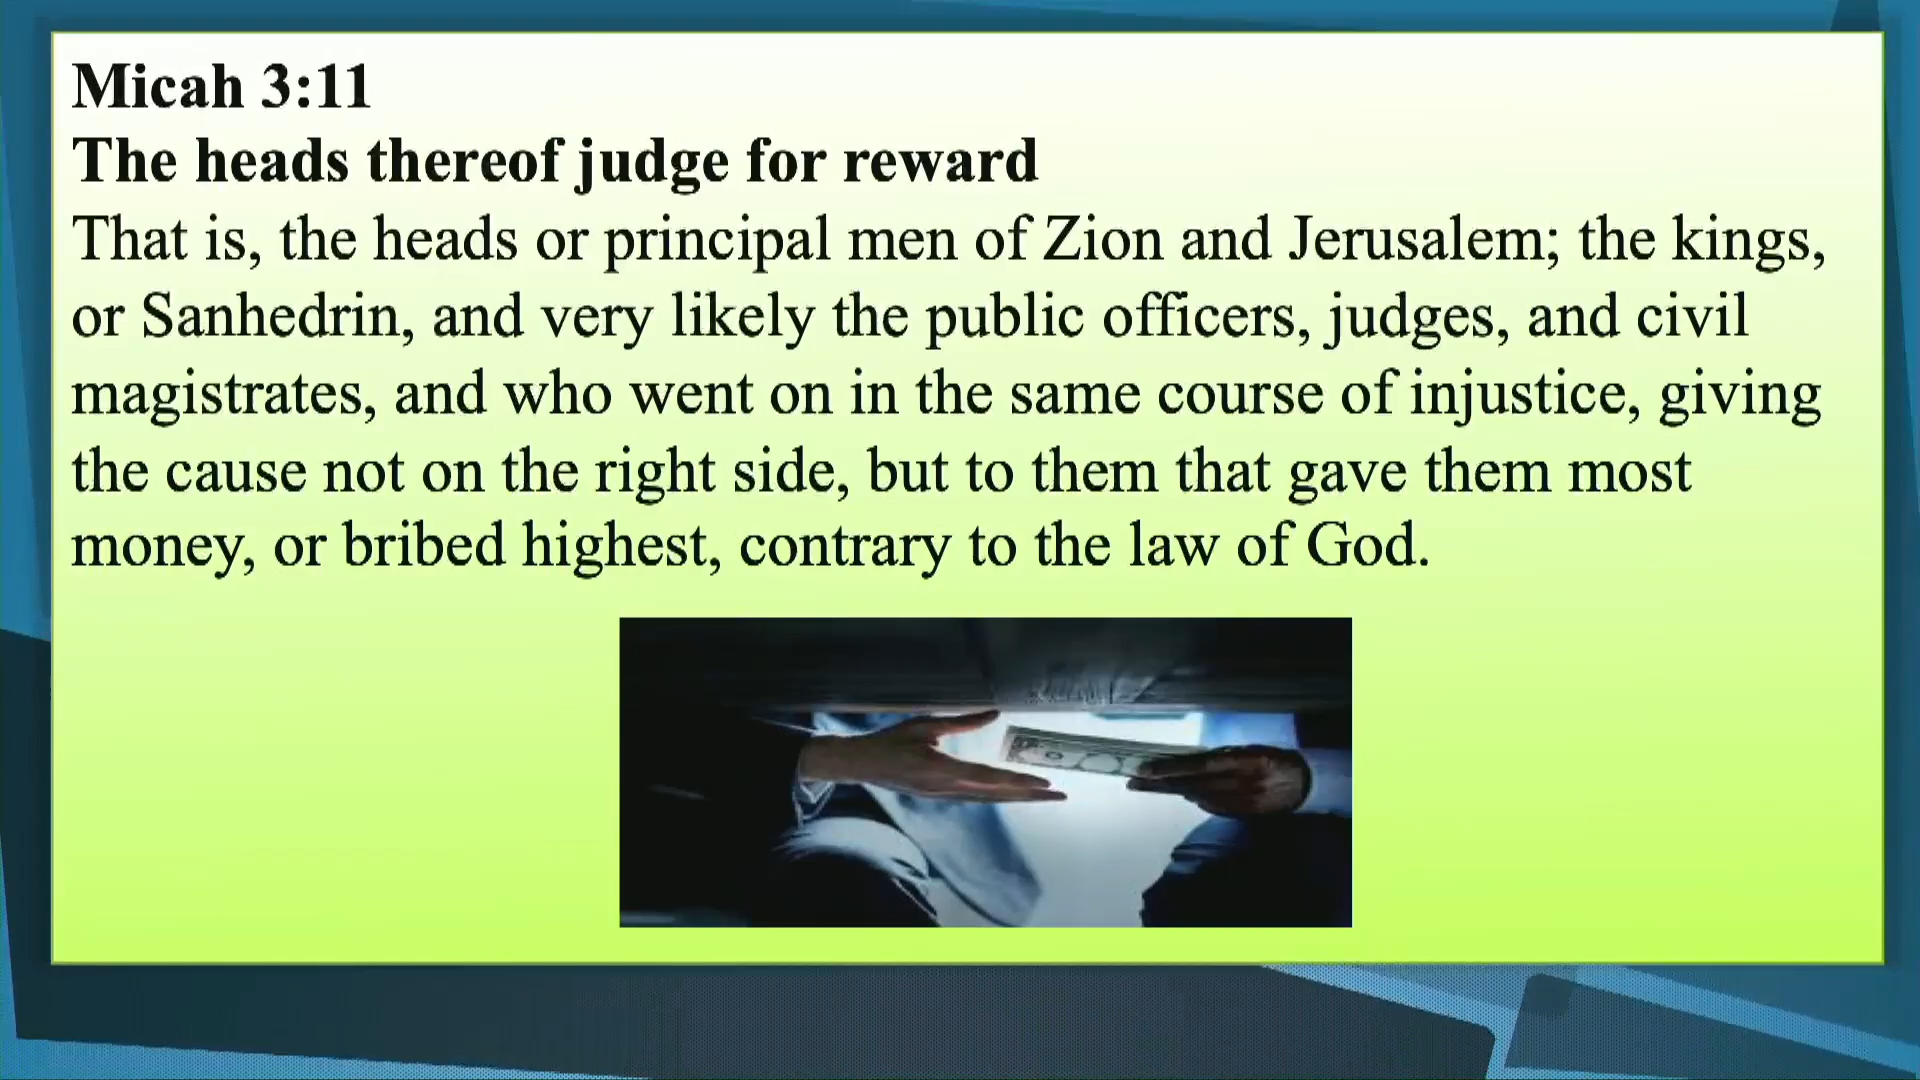 Micah 3:11
The heads thereof judge for reward
That is, the heads or principal men of Zion and Jerusalem; the kings,
or Sanhedrin, and very likely the public officers, judges, and civil
magistrates, and who went on in the same course of injustice, giving
the cause not on the right side, but to them that gave them most
money, or bribed highest, contrary to the law of God.